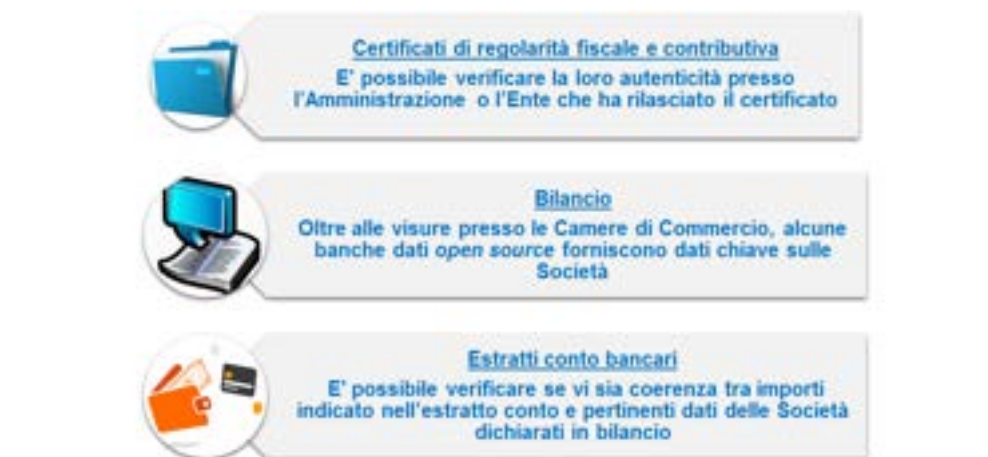 Certificati di regolarità fiscale e contributiva
E' possibile verificare la loro autenticità presso
l'Amministrazione o l'Ente che ha rilasciato il certificato
Bilancio
Oltre alle visure presso le Camere di Commercio, alcune
banche dati open source forniscono dati chiave sulle
Società
Estratti conto bancari
E' possibile verificare se vi sia coerenza tra importi
indicato nell'estratto conto e pertinenti dati delle Società
dichiarati in bilancio